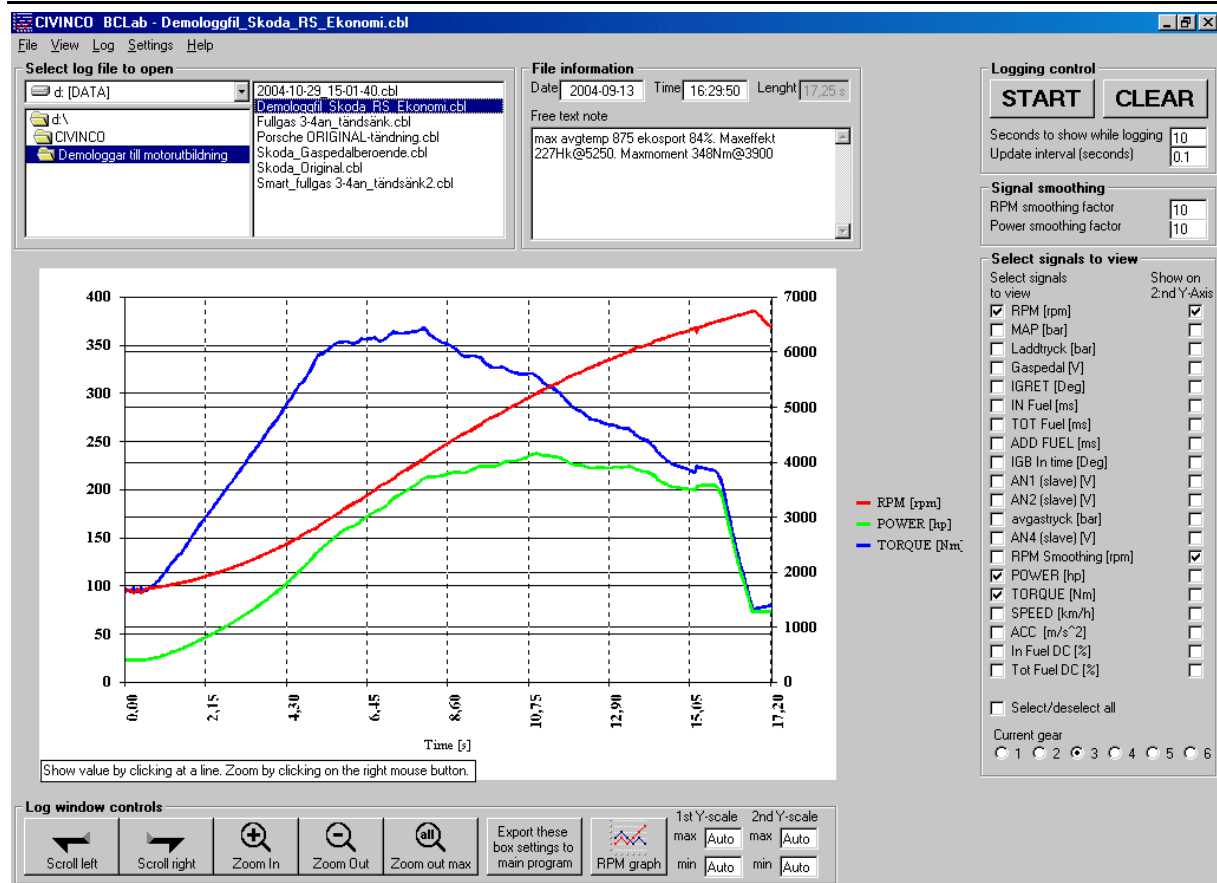 CIVINCO BCLab - Demologgfil_Skoda_RS_Ekonomi.cbl
File View Log Settings Help
Select log file to open
d: [DATA]
d:\
CIVINCO
Demologgar till motorutbildning
2004-10-29_15-01-40.cbl
Demologgfil_Skoda_RS_Ekonomi.cbl
Fullgas 3-4an_tändsänk.cbl
Porsche ORIGINAL-tändning.cbl
Skoda_Gaspedalberoende.cbl
Skoda_Original.cbl
Smart_fullgas 3-4an_tändsänk2.cbl
File information
Date 2004-09-13 Time 16:29:50 Lenght 17,25 s
Free text note
max avgtemp 875 ekosport 84%. Maxeffekt
227Hk@5250. Maxmoment 348Nm@3900
Logging control
START CLEAR
Seconds to show while logging 10
Update interval (seconds) 0.1
Signal smoothing
RPM smoothing factor 10
Power smoothing factor 10
Select signals to view
Select signals to view
Show on 2:nd Y-Axis
RPM [rpm]
MAP [bar]
Laddtryck [bar]
Gaspedal [V]
IGRET [Deg]
IN Fuel [ms]
TOT Fuel [ms]
ADD FUEL [ms]
IGB In time [Deg]
AN1 (slave) [V]
AN2 (slave) [V]
avgastryck [bar]
AN4 (slave) [V]
RPM Smoothing [rpm]
POWER [hp]
TORQUE [Nm]
SPEED [km/h]
ACC [m/s^2]
In Fuel DC [%]
Tot Fuel DC [%]
Select/deselect all
Current gear
1 2 3 4 5 6
400
350
300
250
200
150
100
50
0
7000
6000
5000
4000
3000
2000
1000
0
0,00 2,15 4,30 6,45 8,60 10,75 12,90 15,05 17,20
Time [s]
RPM [rpm]
POWER [hp]
TORQUE [Nm]
Show value by clicking at a line. Zoom by clicking on the right mouse button.
Log window controls
Scroll left
Scroll right
Zoom In
Zoom Out
all
Zoom out max
Export these
box settings to
main program
RPM graph
1st Y-scale 2nd Y-scale
max Auto max Auto
min Auto min Auto